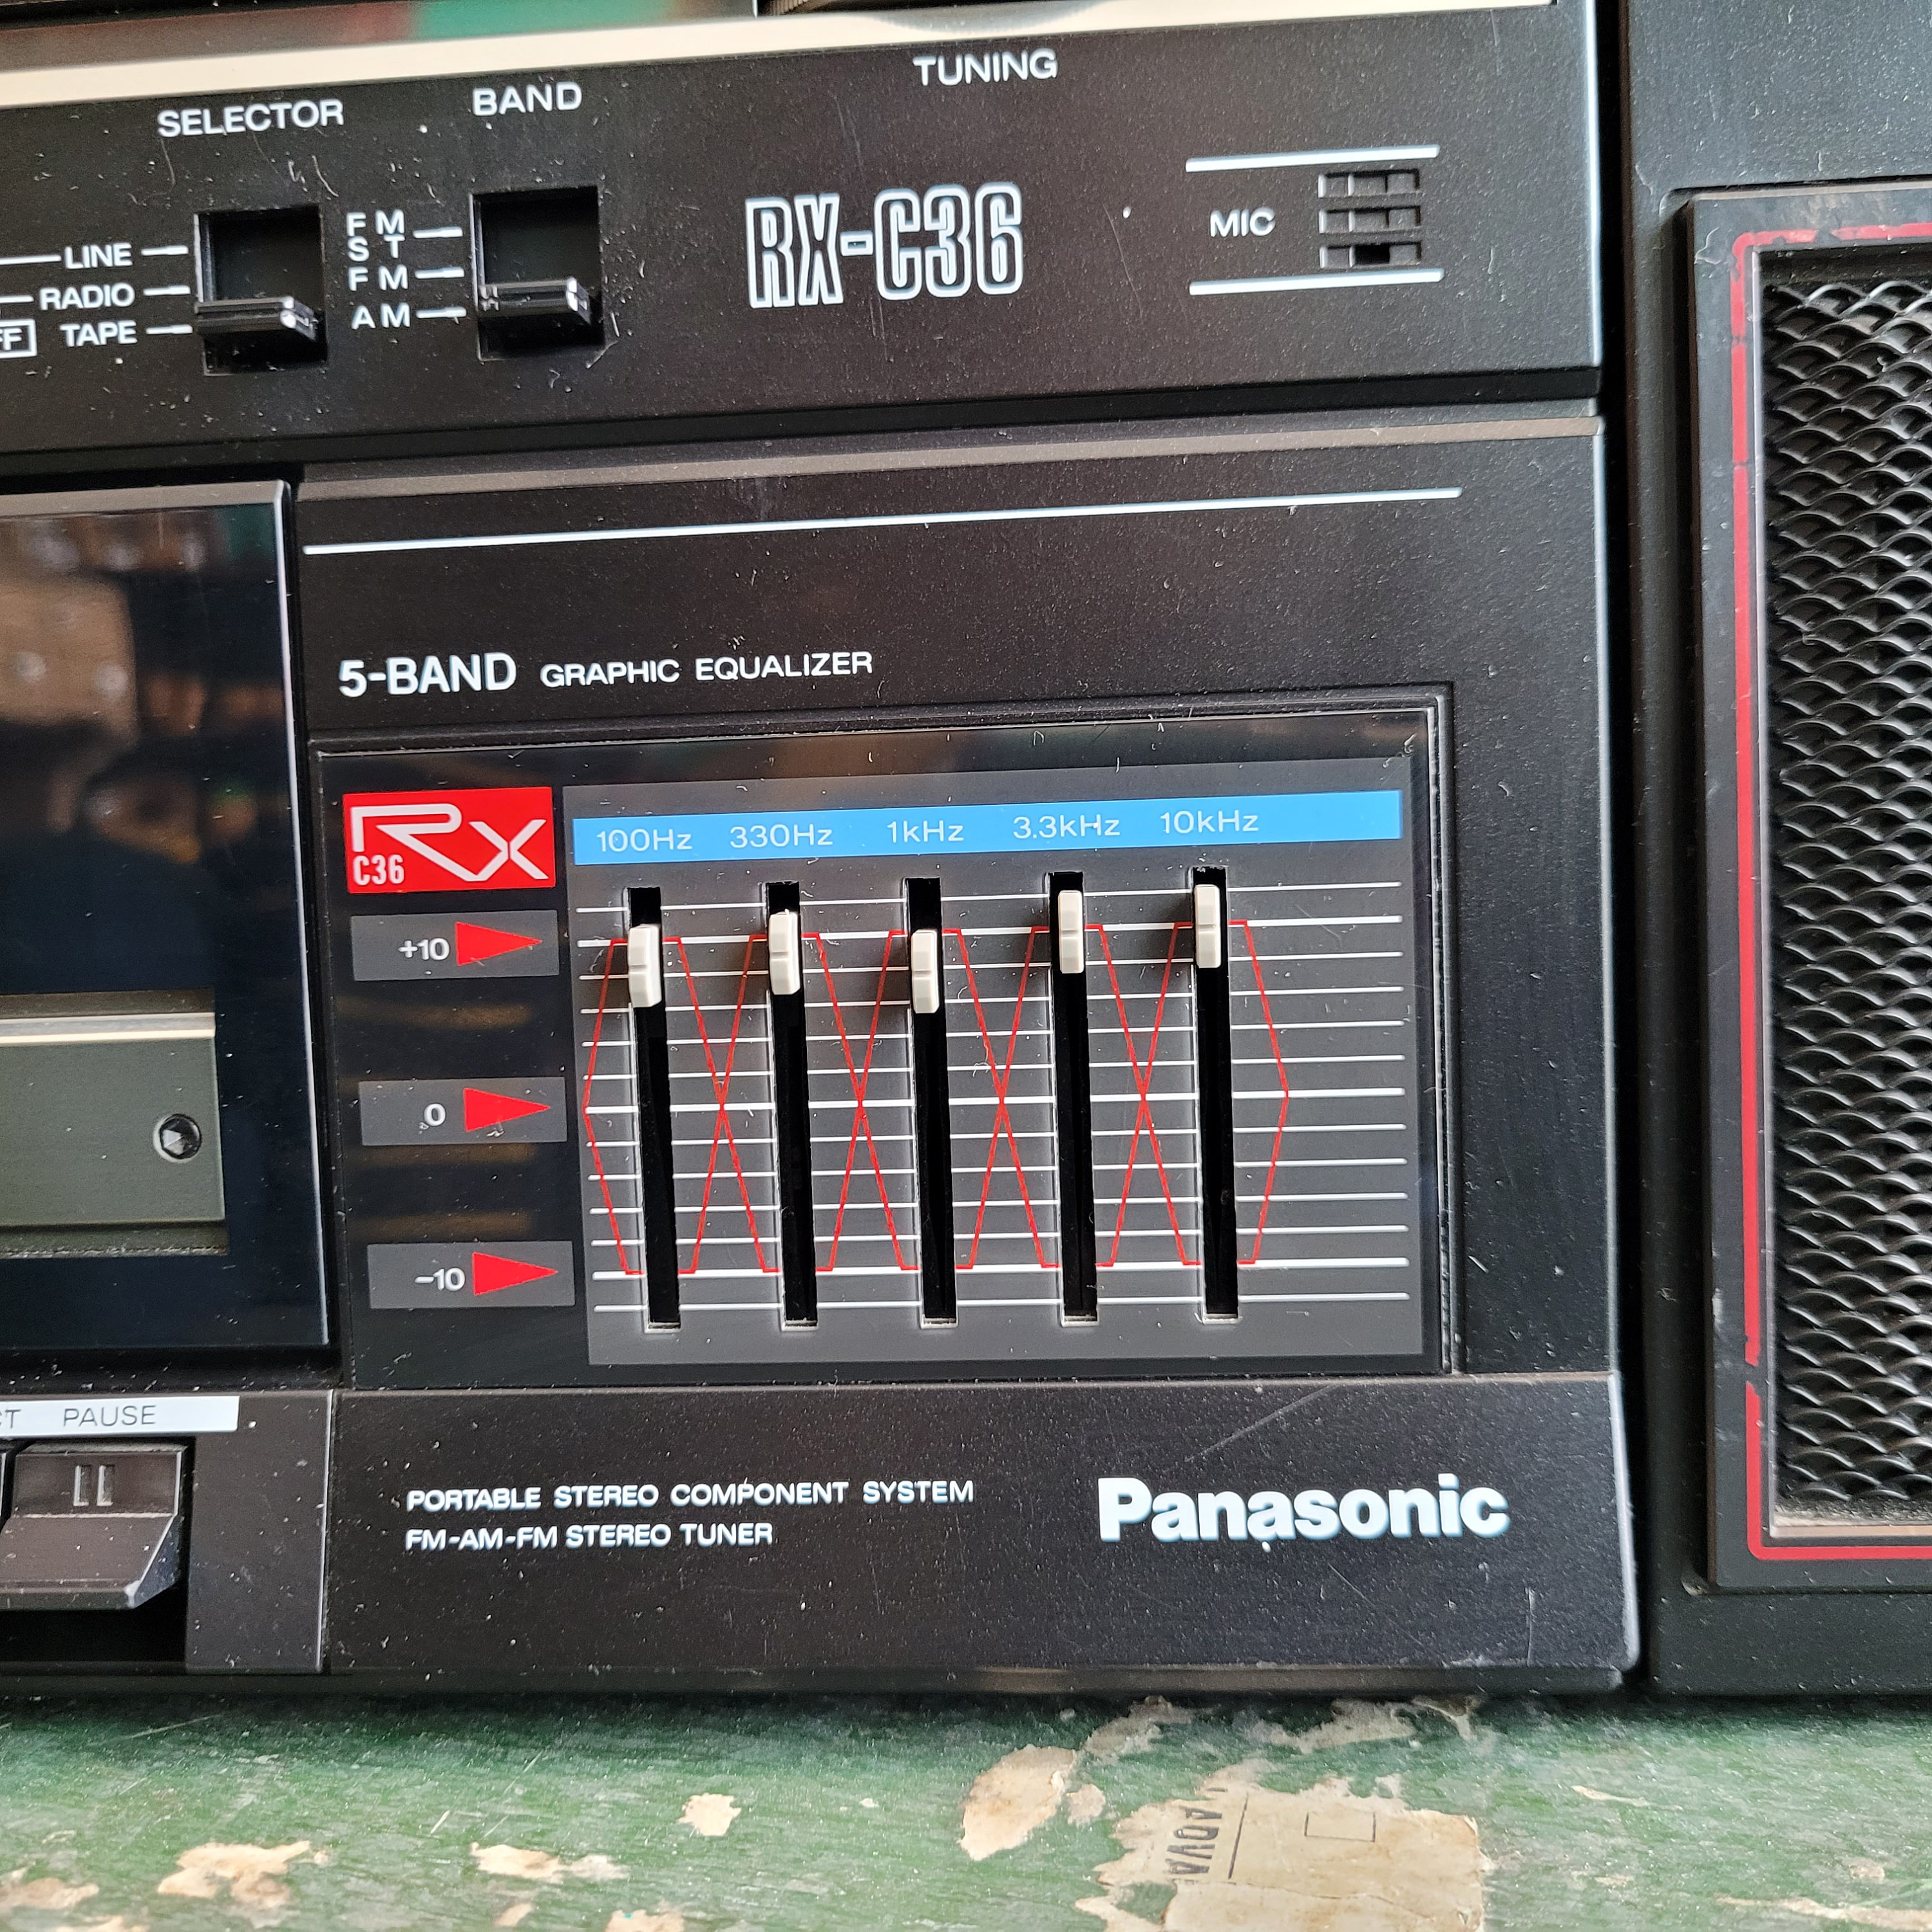 TUNING
SELECTOR BAND
LINE
RADIO
TAPE
FM
ST
FM
AM
RX-C36
MIC
5-BAND GRAPHIC EQUALIZER
Rx
C36
100Hz 330Hz 1kHz 3.3kHz 10kHz
+10
0
-10
PAUSE
PORTABLE STEREO COMPONENT SYSTEM
FM-AM-FM STEREO TUNER
Panasonic